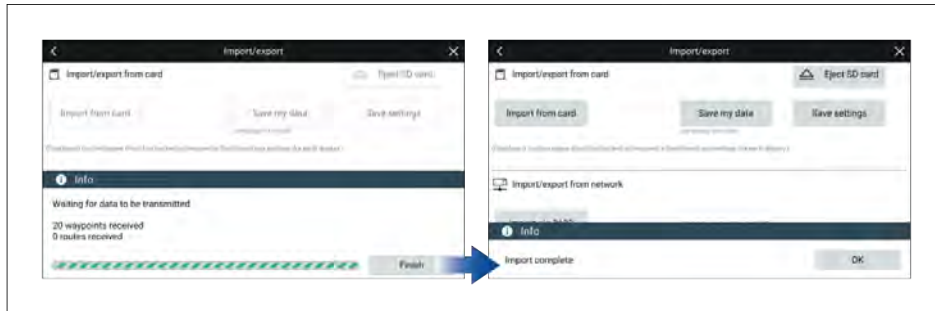 Import/export
Import/export from card
Eject SD card
Import from card
Save my data
Save settings
Info
Waiting for data to be transmitted
20 waypoints received
0 routes received
Finish
Import/export
Import/export from card
Eject SD card
Import from card
Save my data
Save settings
Import/export from network
Info
Import complete
OK